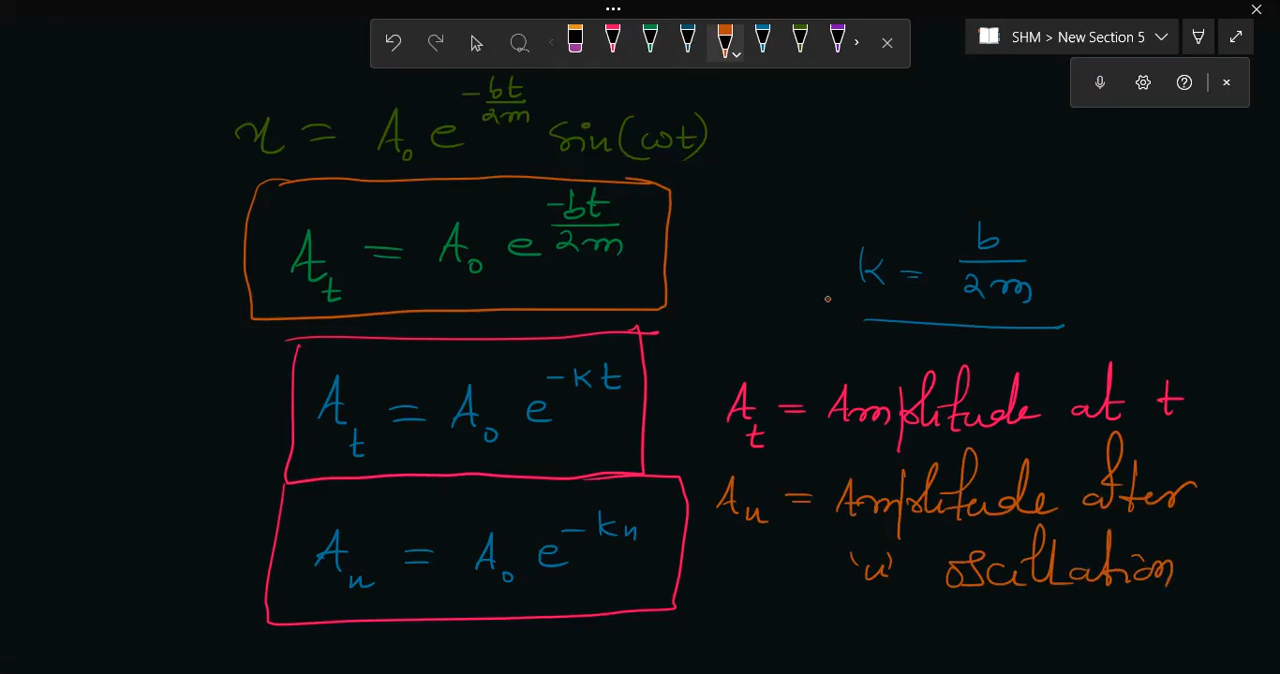 SHM > New Section 5
x = A₀ e^(-bt/2m) sin(ωt)
A_t = A₀ e^(-bt/2m)
K = b/2m
A_t = A₀ e^(-Kt)
A_t = Amplitude at t
A_n = Amplitude after
'n' oscillation
A_n = A₀ e^(-kn)